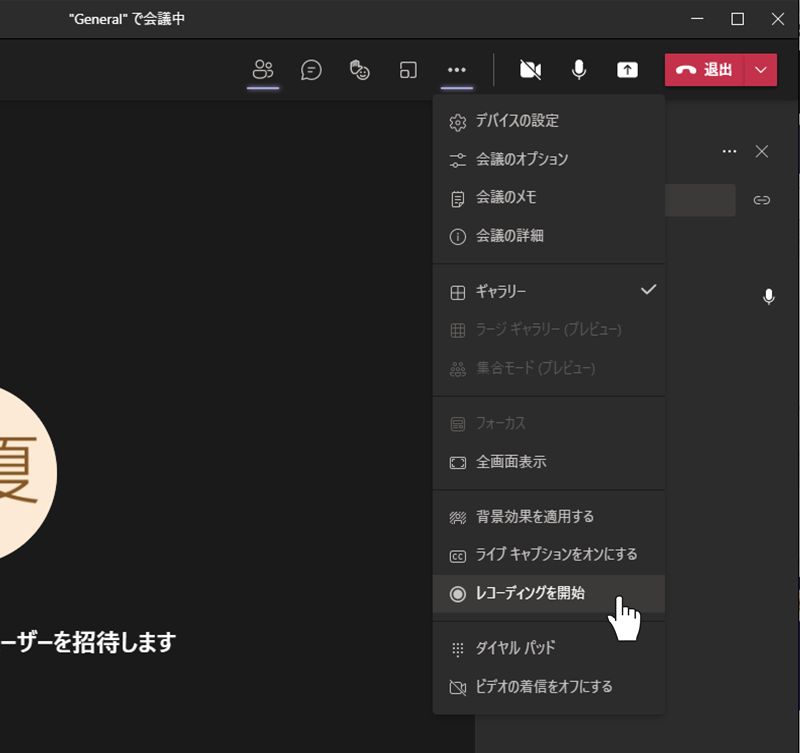 "General" で会議中
退出
デバイスの設定
会議のオプション
会議のメモ
会議の詳細
ギャラリー
ラージ ギャラリー (プレビュー)
集合モード (プレビュー)
フォーカス
全画面表示
背景効果を適用する
CC ライブ キャプションをオンにする
レコーディングを開始
ダイヤル パッド
ビデオの着信をオフにする
夏
ーザーを招待します